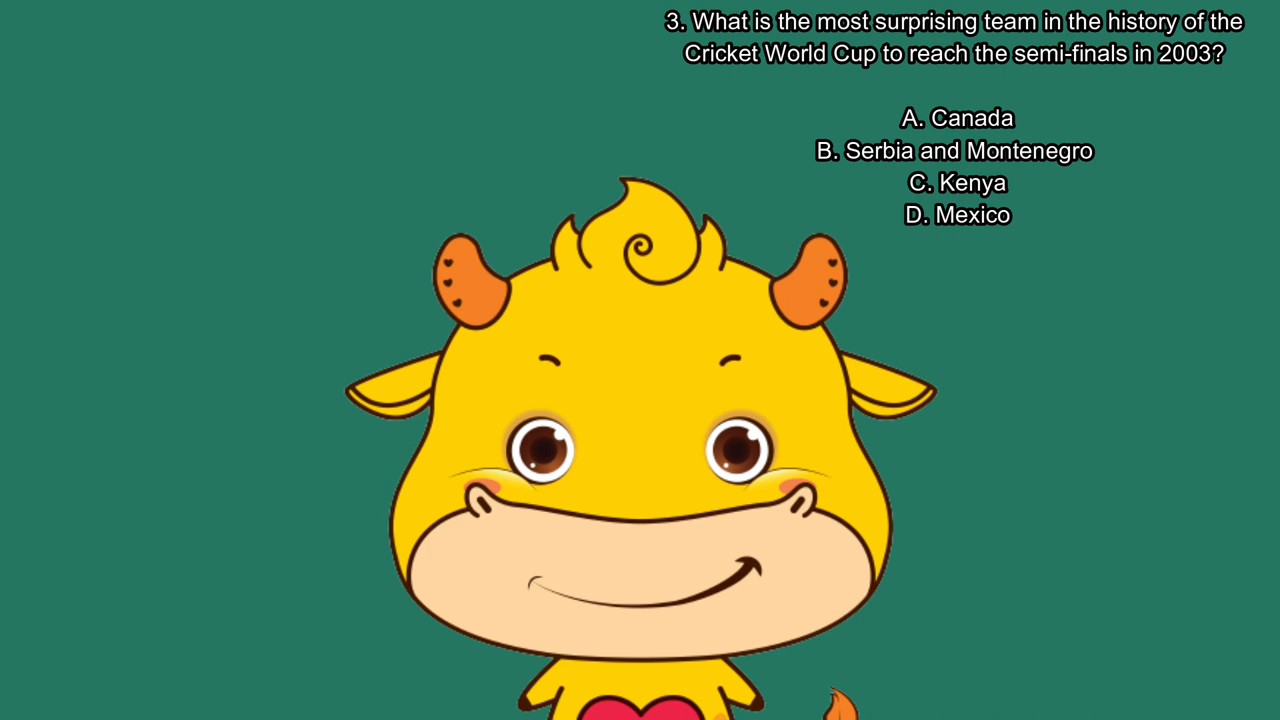 3. What is the most surprising team in the history of the
Cricket World Cup to reach the semi-finals in 2003?
A. Canada
B. Serbia and Montenegro
C. Kenya
D. Mexico